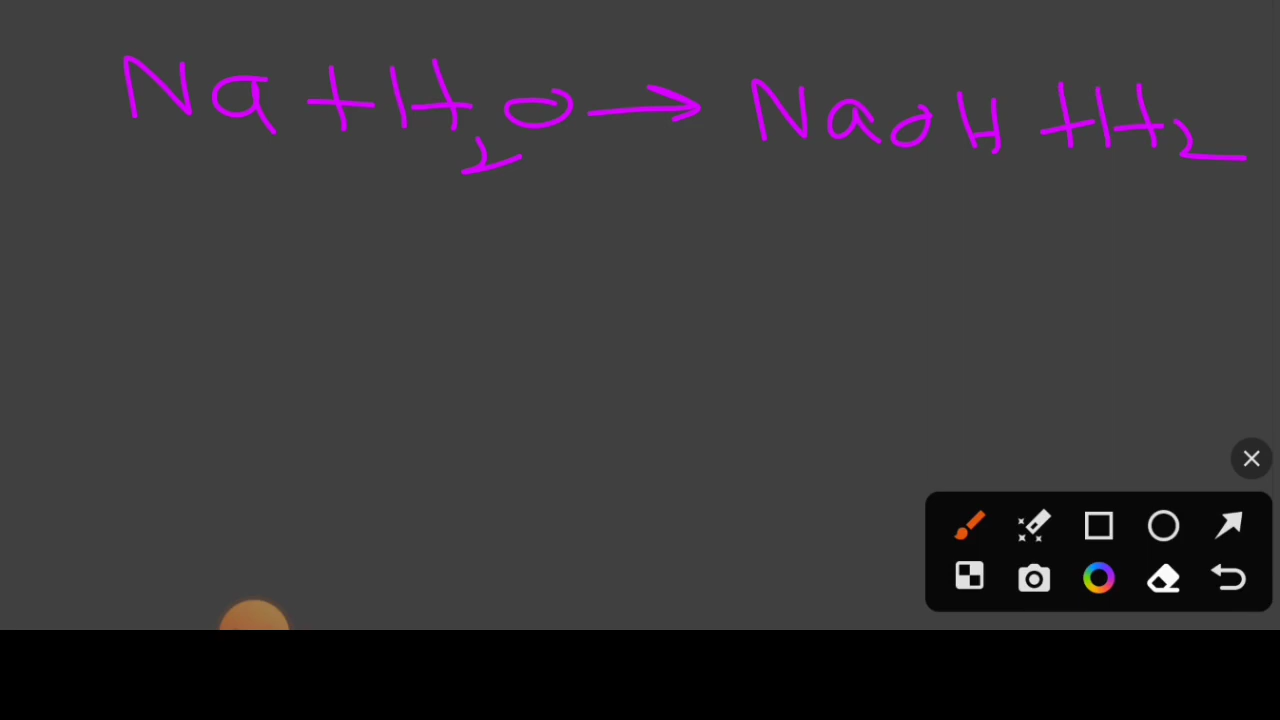 Na + H₂O → NaOH + H₂